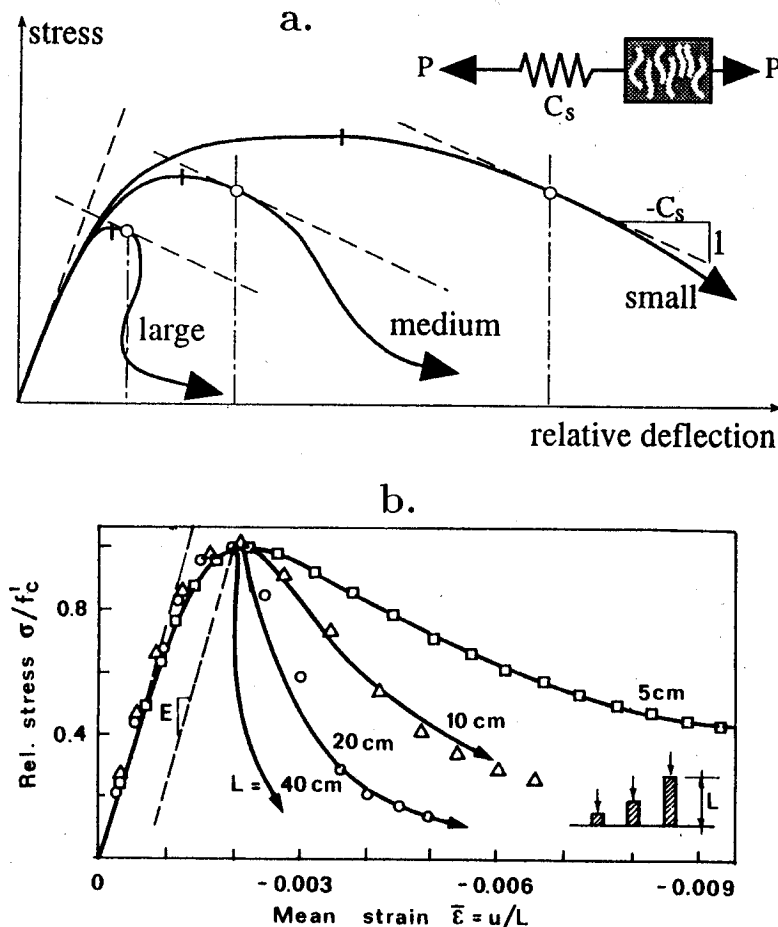 a.
stress
P
P
C_s
-C_s
1
small
large
medium
relative deflection
b.
Rel. stress σ/f'_c
0.8
0.4
E
5cm
10 cm
20 cm
L = 40 cm
L
0
-0.003
-0.006
-0.009
Mean strain ε̄ = u/L